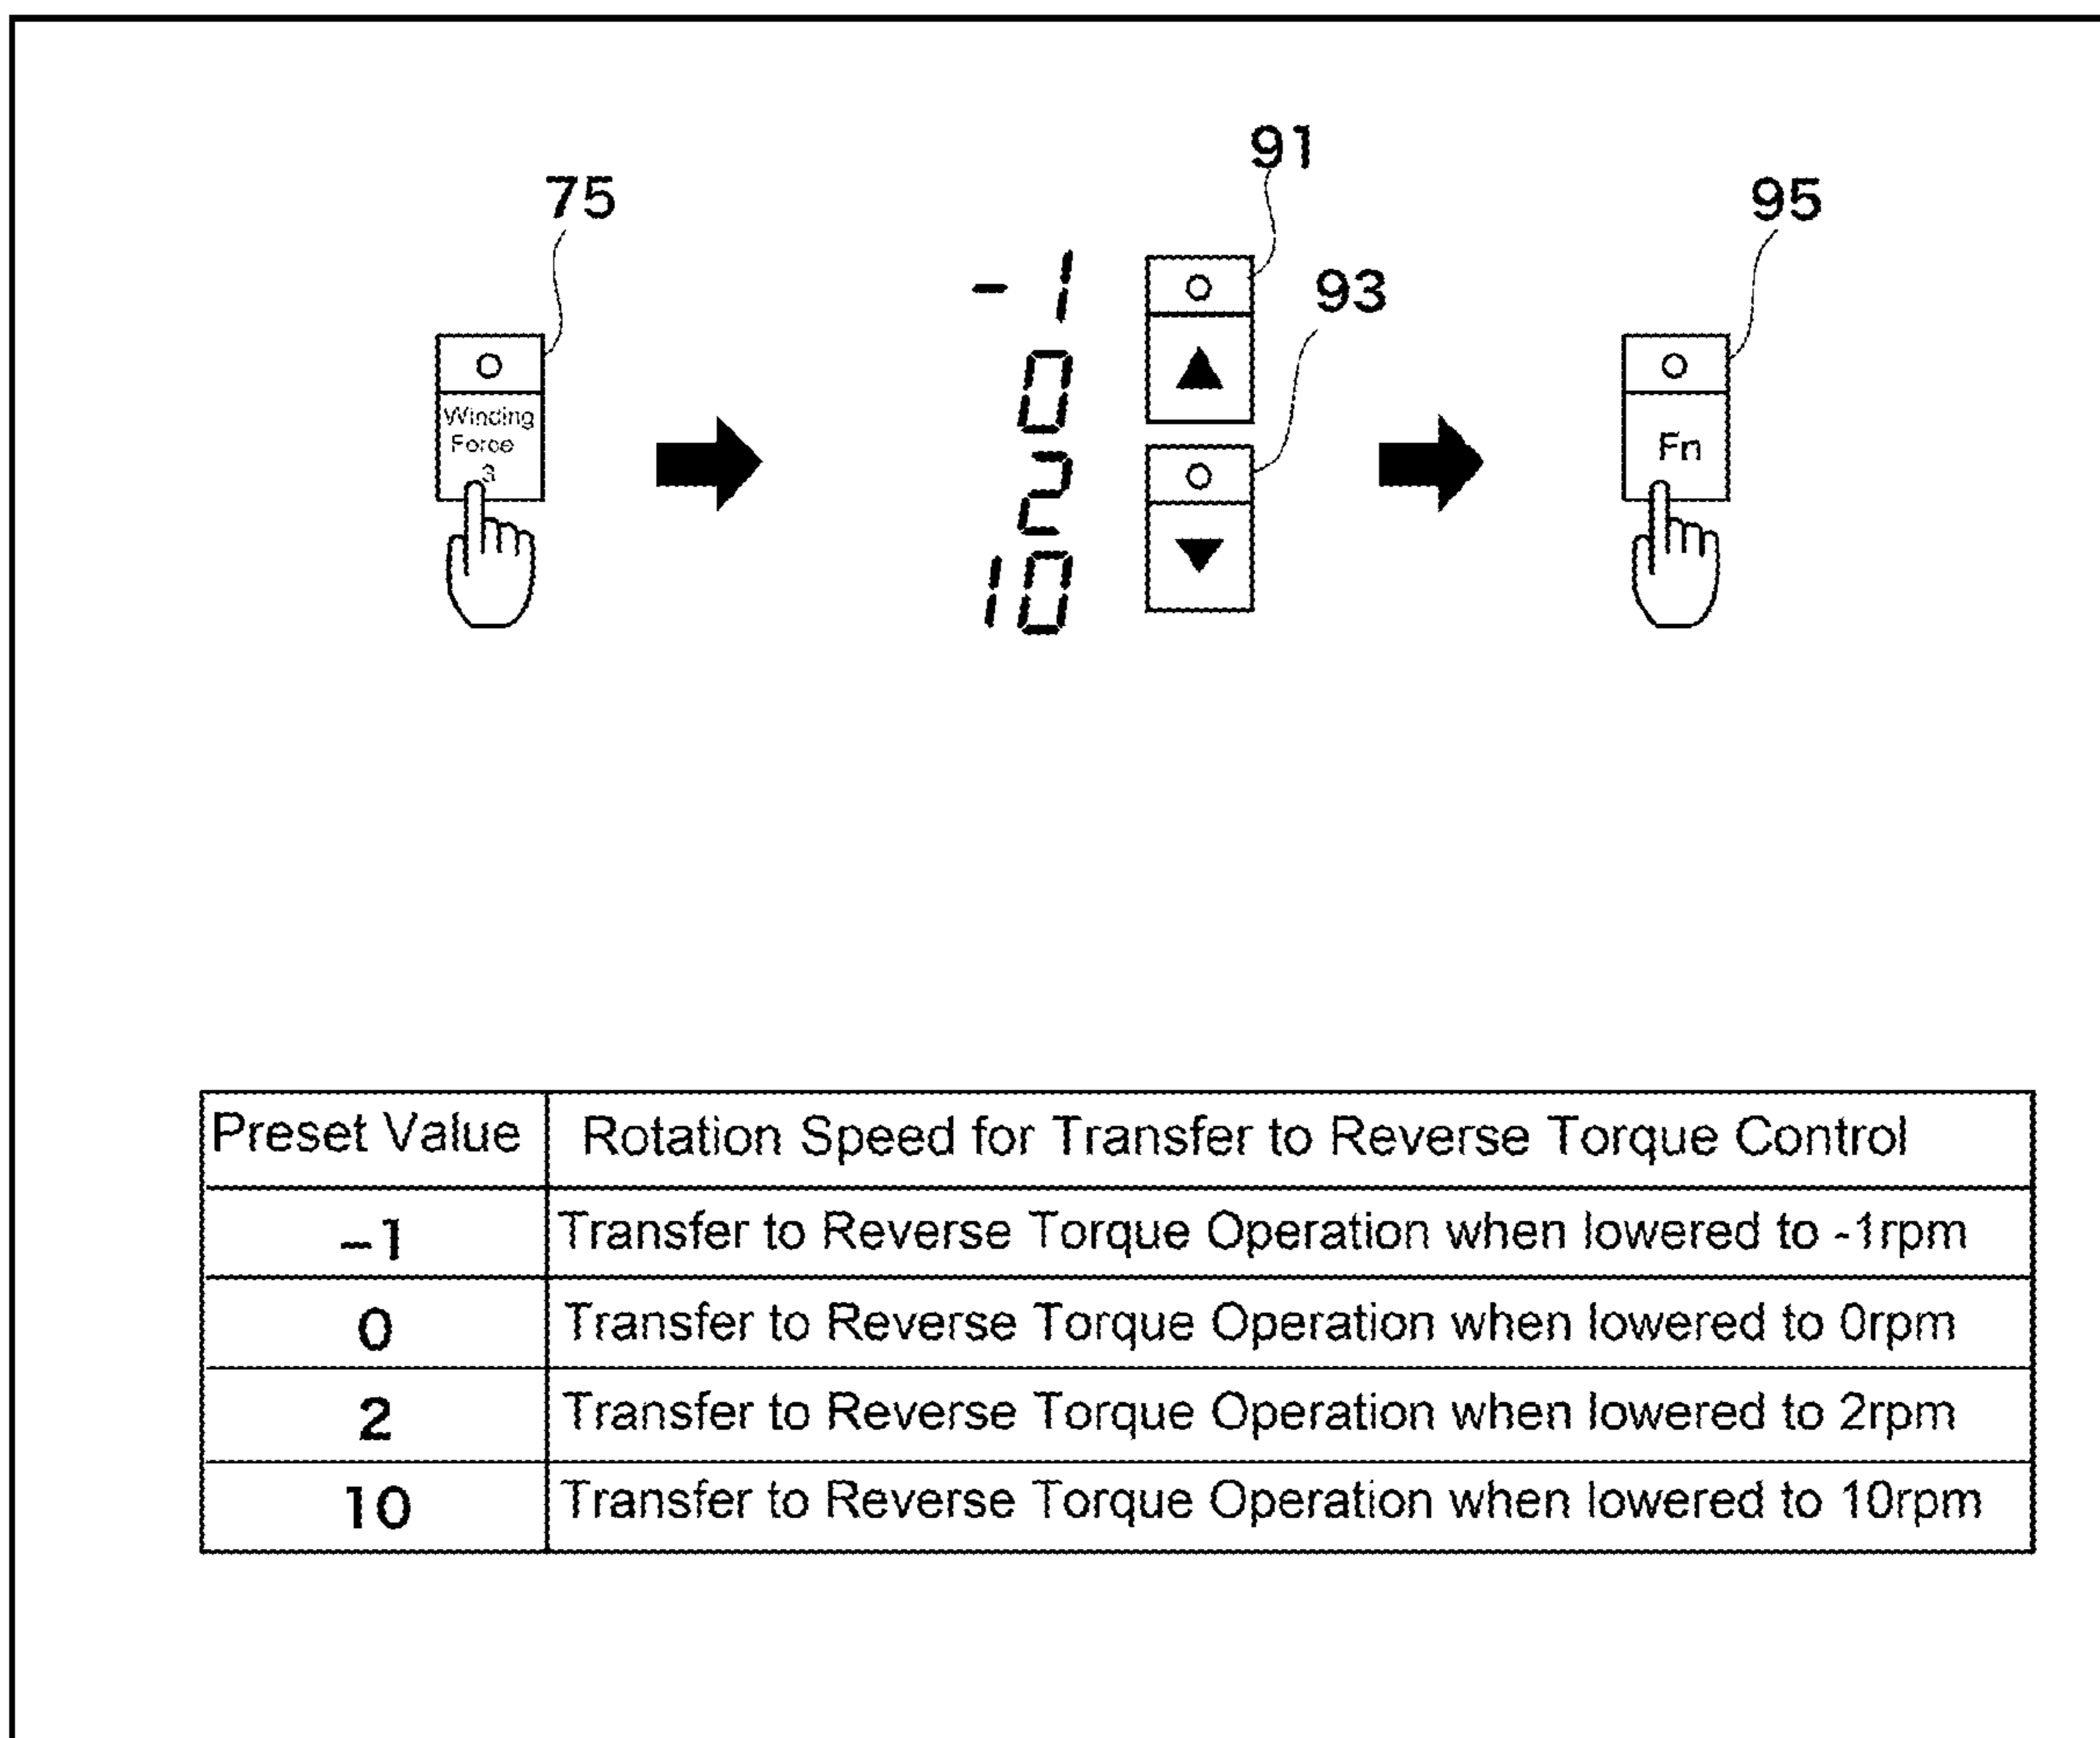 75
91
93
95
Winding
Force
3
-1
0
2
10
Fn
Preset Value Rotation Speed for Transfer to Reverse Torque Control
-1 Transfer to Reverse Torque Operation when lowered to -1rpm
0 Transfer to Reverse Torque Operation when lowered to 0rpm
2 Transfer to Reverse Torque Operation when lowered to 2rpm
10 Transfer to Reverse Torque Operation when lowered to 10rpm